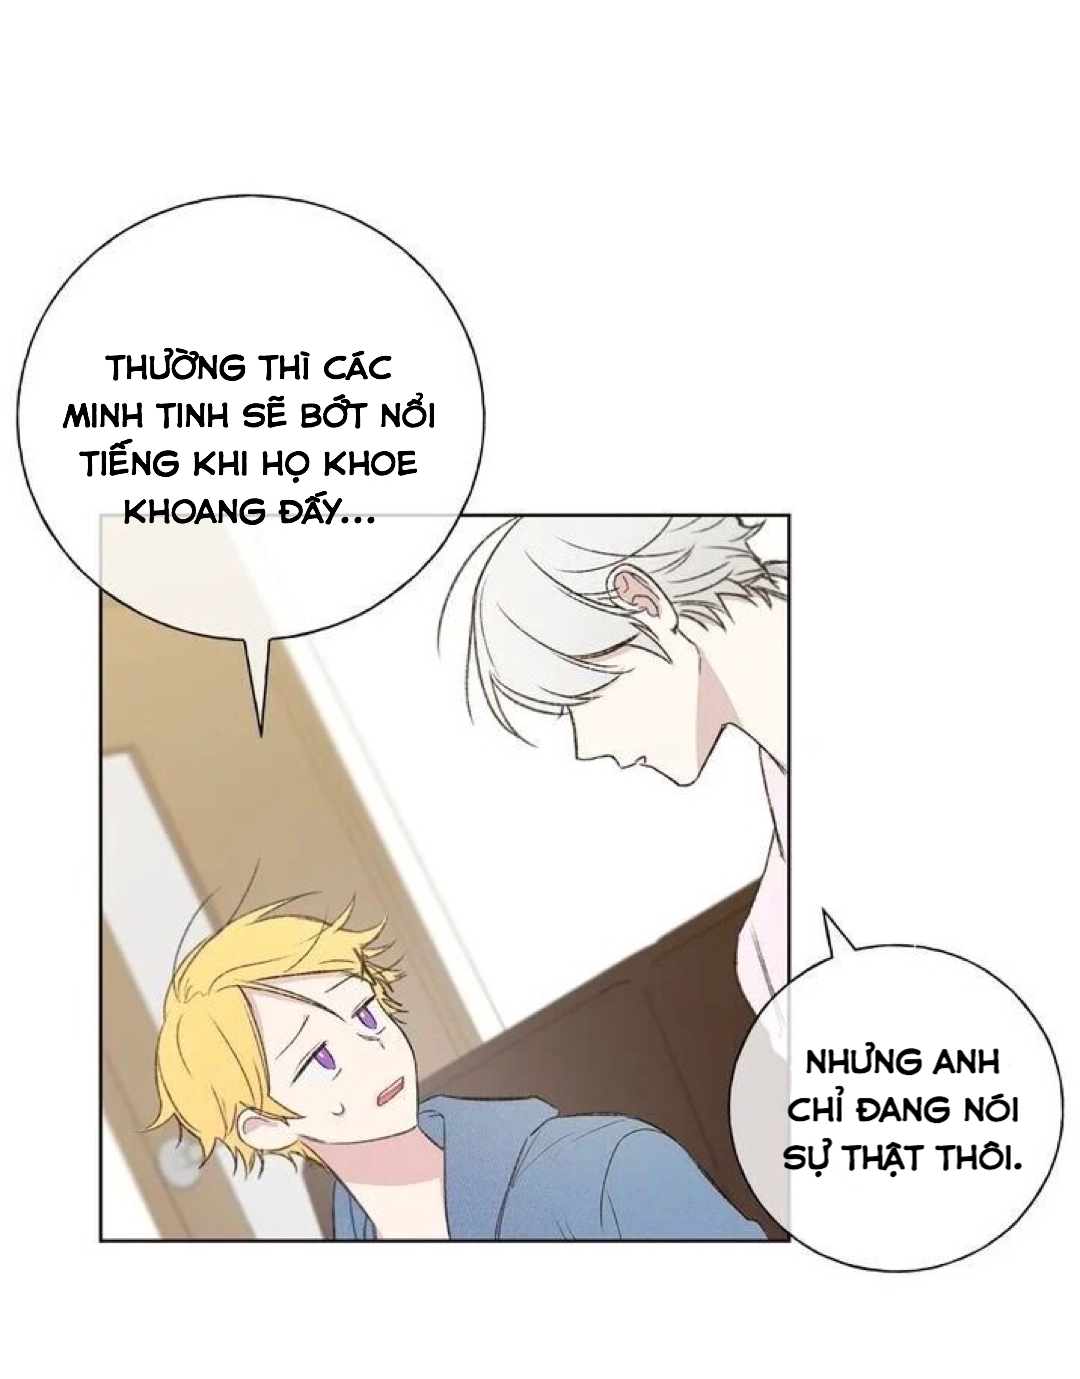 THƯỜNG THÌ CÁC
MINH TINH SẼ BỚT NỔI
TIẾNG KHI HỌ KHOE
KHOANG ĐẤY...
NHƯNG ANH
CHỈ ĐANG NÓI
SỰ THẬT THÔI.